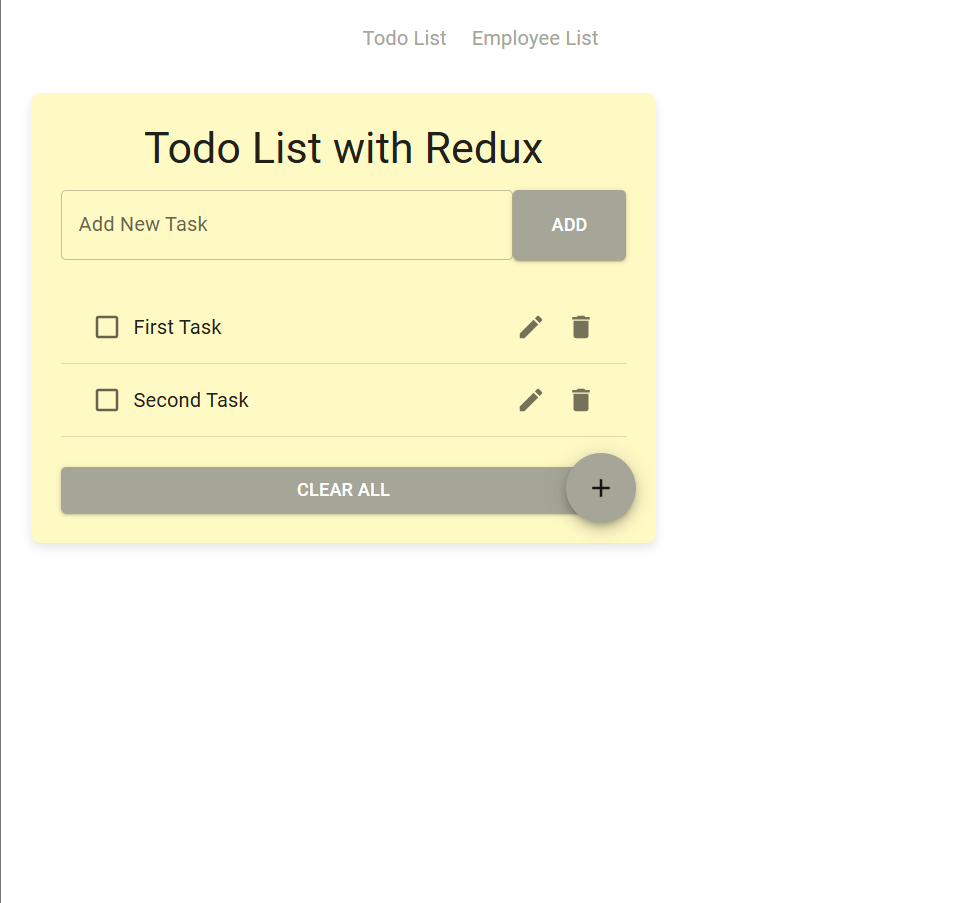 Todo List Employee List
Todo List with Redux
Add New Task ADD
First Task
Second Task
CLEAR ALL